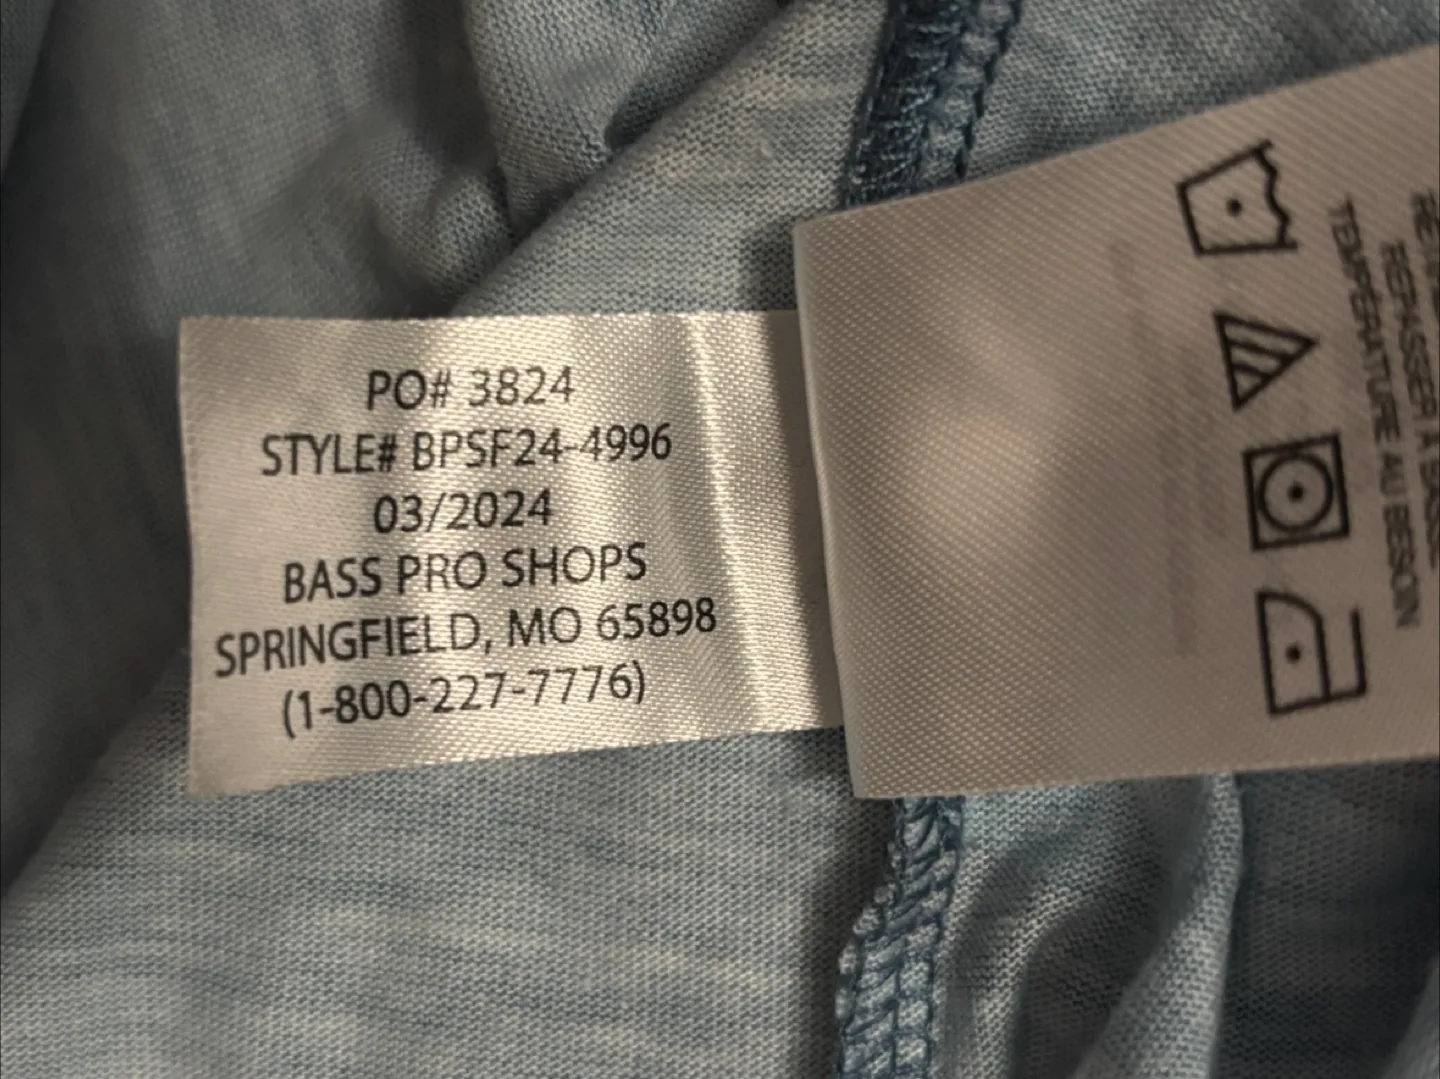 PO# 3824
STYLE# BPSF24-4996
03/2024
BASS PRO SHOPS
SPRINGFIELD, MO 65898
(1-800-227-7776)
REPASSER À BASSE
TEMPÉRATURE AU BESOIN